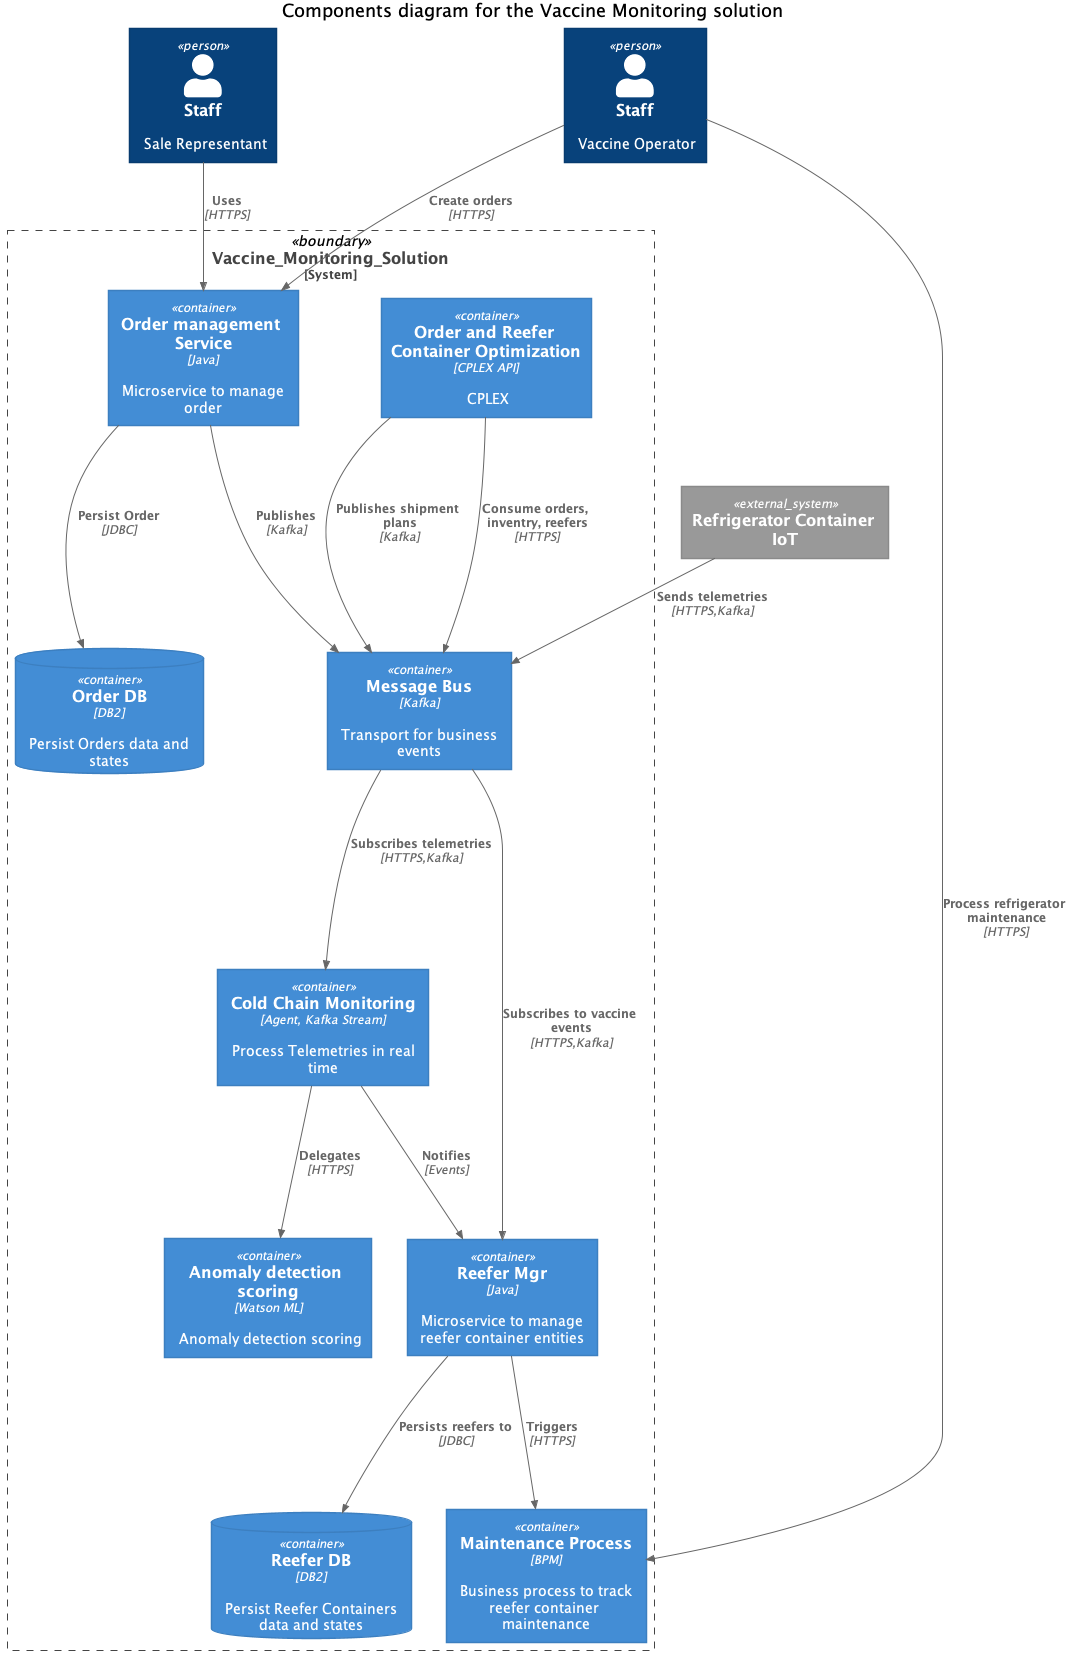 Components diagram for the Vaccine Monitoring solution
«person»
Staff
Sale Representant
«person»
Staff
Vaccine Operator
Uses
[HTTPS]
Create orders
[HTTPS]
«boundary»
Vaccine_Monitoring_Solution
[System]
«container»
Order management
Service
[Java]
Microservice to manage
order
«container»
Order and Reefer
Container Optimization
[CPLEX API]
CPLEX
Persist Order
[JDBC]
Publishes
[Kafka]
Publishes shipment
plans
[Kafka]
Consume orders,
inventry, reefers
[HTTPS]
«external_system»
Refrigerator Container
IoT
Sends telemetries
[HTTPS,Kafka]
«container»
Order DB
[DB2]
Persist Orders data and
states
«container»
Message Bus
[Kafka]
Transport for business
events
Subscribes telemetries
[HTTPS,Kafka]
Process refrigerator
maintenance
[HTTPS]
«container»
Cold Chain Monitoring
[Agent, Kafka Stream]
Process Telemetries in real
time
Subscribes to vaccine
events
[HTTPS,Kafka]
Delegates
[HTTPS]
Notifies
[Events]
«container»
Anomaly detection
scoring
[Watson ML]
Anomaly detection scoring
«container»
Reefer Mgr
[Java]
Microservice to manage
reefer container entities
Persists reefers to
[JDBC]
Triggers
[HTTPS]
«container»
Reefer DB
[DB2]
Persist Reefer Containers
data and states
«container»
Maintenance Process
[BPM]
Business process to track
reefer container
maintenance